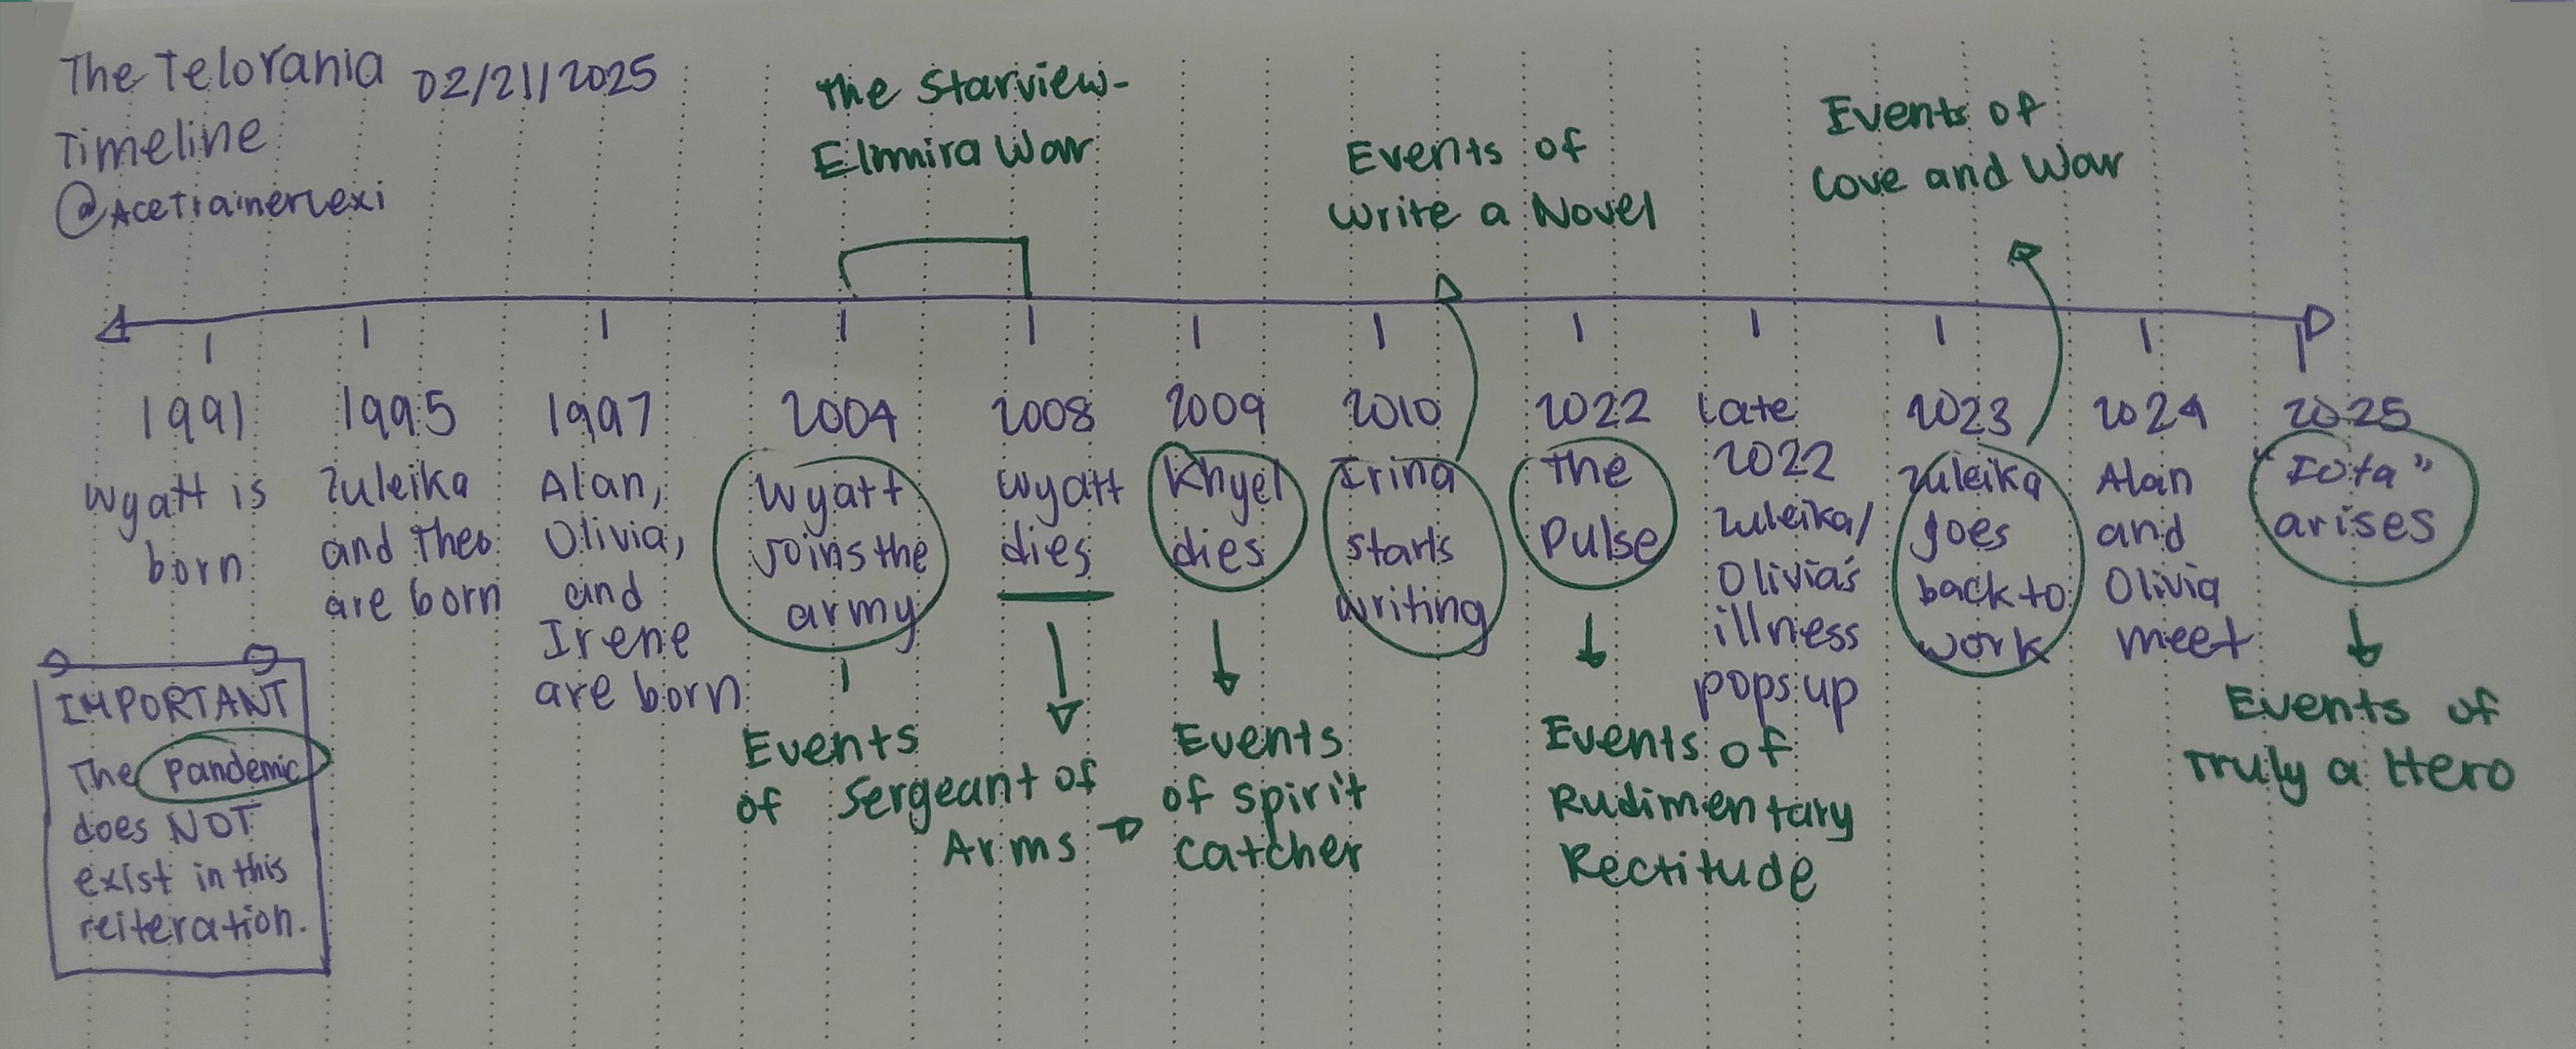 The Telorania 02/21/2025
Timeline
@AceTrainerLexi
The Starview-
Elmira War
Events of
Write a Novel
Events of
Love and War
1991
Wyatt is
born
1995
Zuleika
and Theo
are born
1997
Alan,
Olivia,
and
Irene
are born
2004
Wyatt
joins the
army
2008
Wyatt
dies
2009
Khyel
dies
2010
Irina
starts
writing
2022
The
Pulse
Late
2022
Zuleika/
Olivia's
illness
pops up
2023
Zuleika
goes
back to
work
2024
Alan
and
Olivia
meet
2025
"Iota"
arises
Events
of Sergeant of
Arms
Events
of Spirit
Catcher
Events of
Rudimentary
Rectitude
Events of
Truly a Hero
IMPORTANT
The Pandemic
does NOT
exist in this
reiteration.